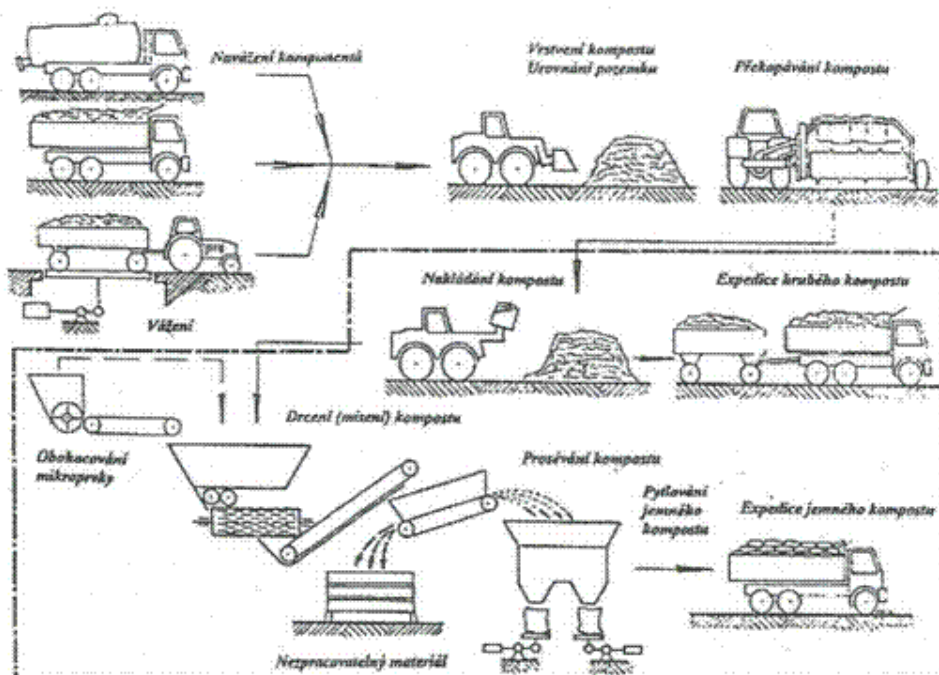 Navážení komponentů
Vrstvení kompostu
Urovnání pozemku
Překopávání kompostu
Vážení
Nakládání kompostu
Expedice hrubého kompostu
Obohacování
mikroprvky
Drcení (mísení) kompostu
Prosévání kompostu
Pytlování
jemného
kompostu
Expedice jemného kompostu
Nezpracovatelný materiál